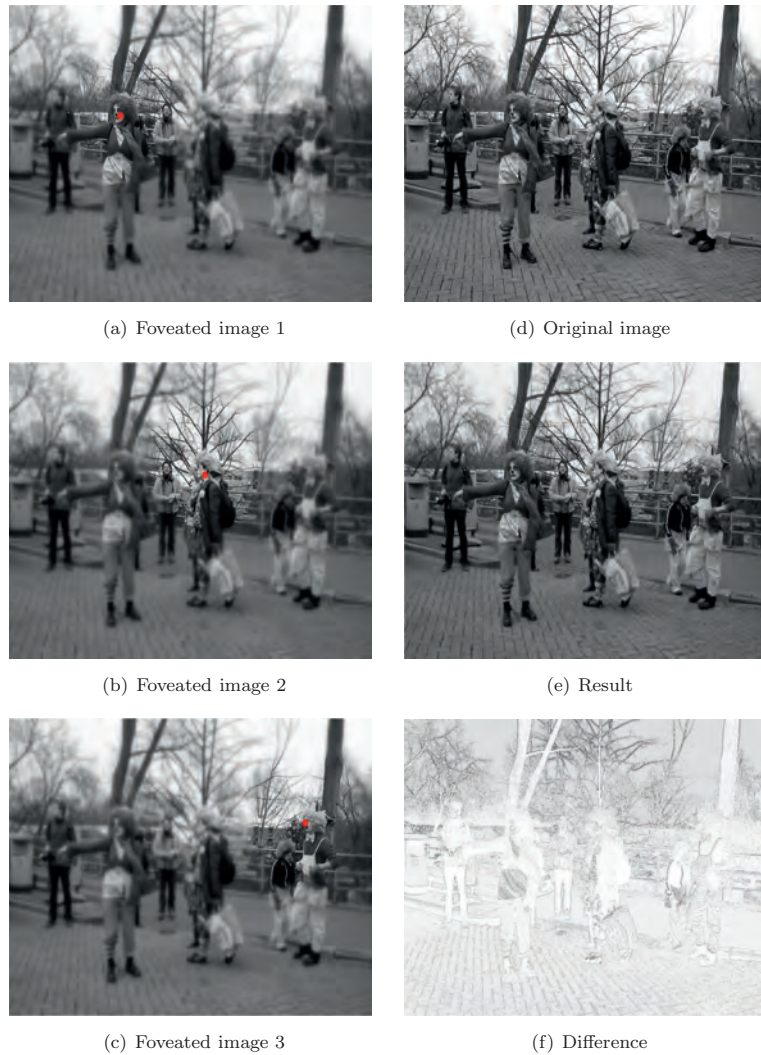 (a) Foveated image 1
(d) Original image
(b) Foveated image 2
(e) Result
(c) Foveated image 3
(f) Difference